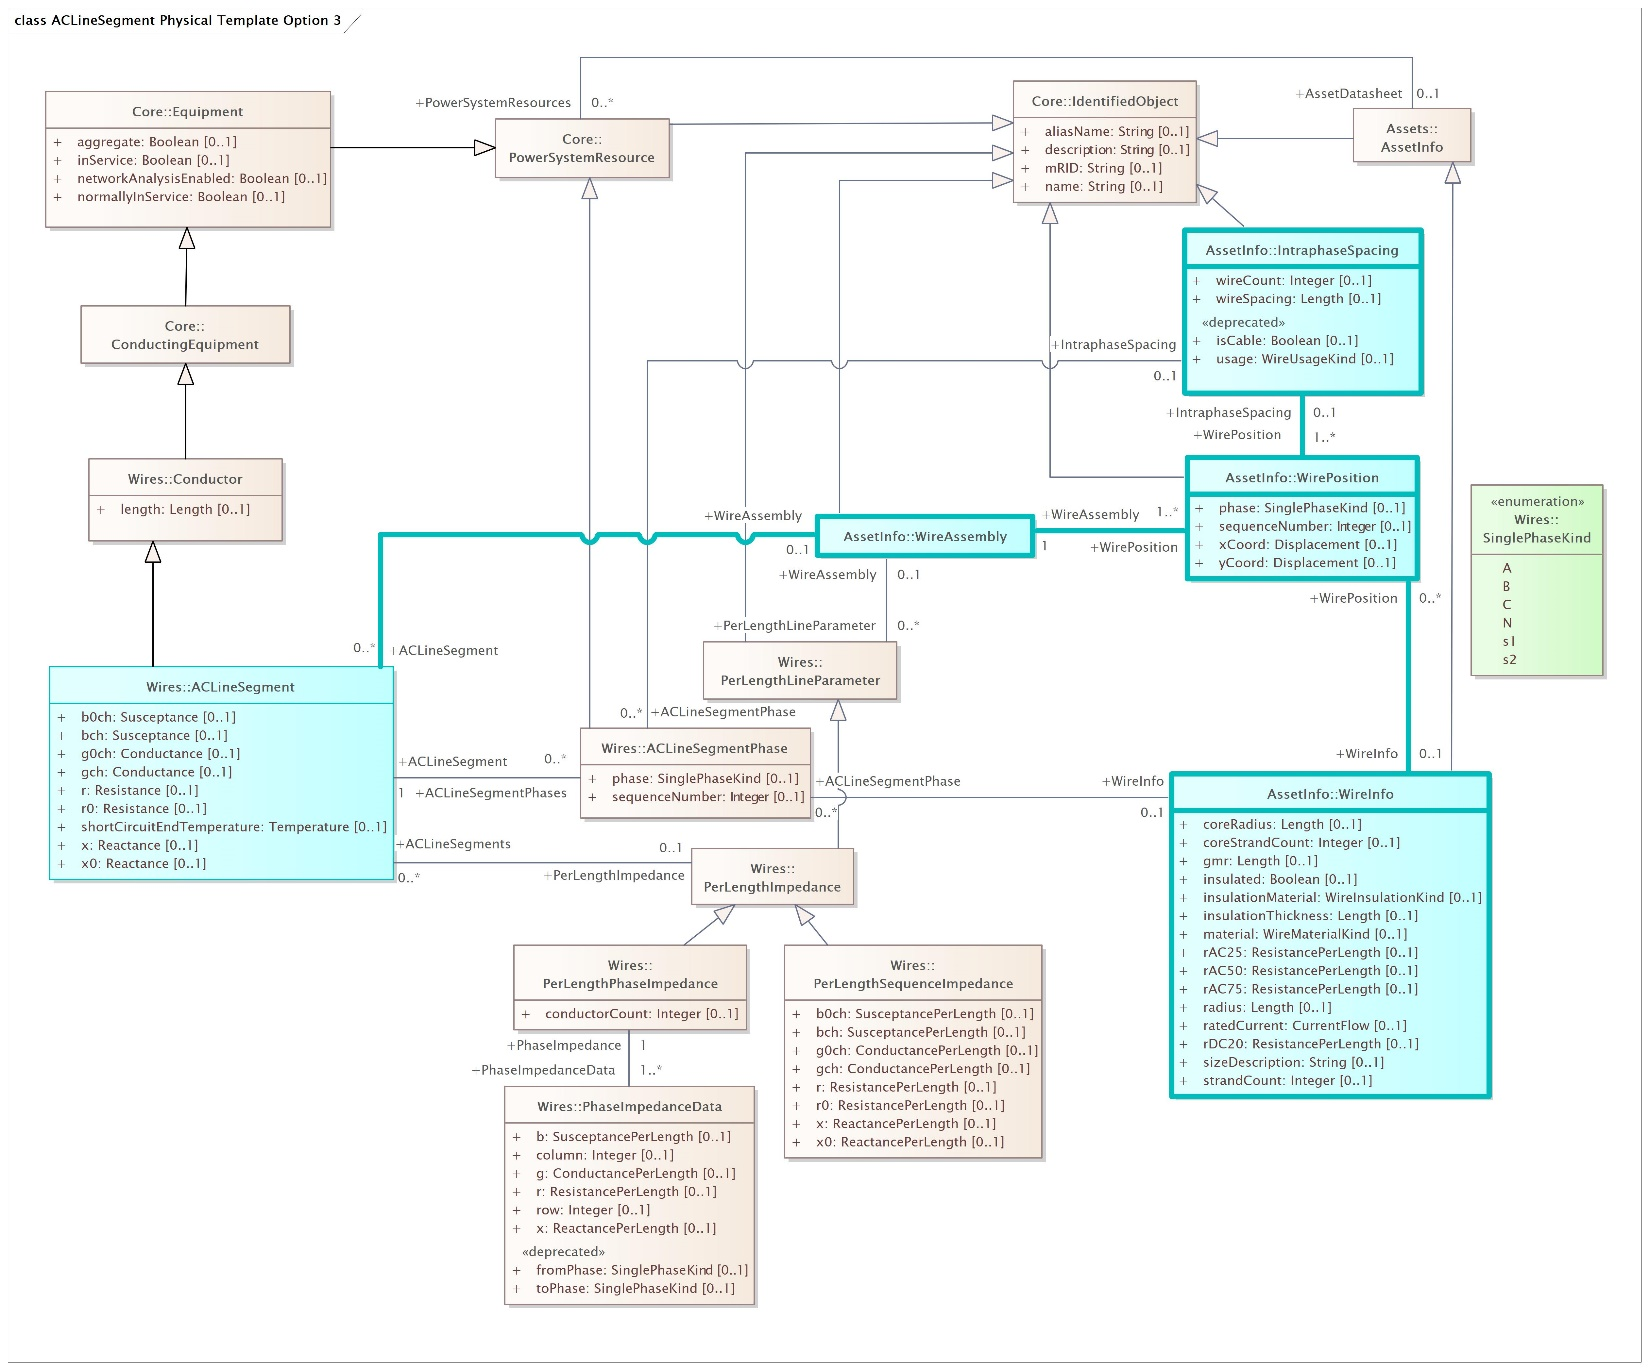 class ACLineSegment Physical Template Option 3
+PowerSystemResources
0..*
+AssetDatasheet
0..1
Core::Equipment
+ aggregate: Boolean [0..1]
+ inService: Boolean [0..1]
+ networkAnalysisEnabled: Boolean [0..1]
+ normallyInService: Boolean [0..1]
Core::
PowerSystemResource
Core::IdentifiedObject
+ aliasName: String [0..1]
+ description: String [0..1]
+ mRID: String [0..1]
+ name: String [0..1]
Assets::
AssetInfo
AssetInfo::IntraphaseSpacing
+ wireCount: Integer [0..1]
+ wireSpacing: Length [0..1]
«deprecated»
+ isCable: Boolean [0..1]
+ usage: WireUsageKind [0..1]
Core::
ConductingEquipment
+IntraphaseSpacing
0..1
+IntraphaseSpacing
0..1
+WirePosition
1..*
Wires::Conductor
+ length: Length [0..1]
AssetInfo::WirePosition
+ phase: SinglePhaseKind [0..1]
+ sequenceNumber: Integer [0..1]
+ xCoord: Displacement [0..1]
+ yCoord: Displacement [0..1]
«enumeration»
Wires::
SinglePhaseKind
A
B
C
N
s1
s2
+WireAssembly
0..1
AssetInfo::WireAssembly
+WireAssembly
1..*
1
+WirePosition
+WireAssembly
0..1
+WirePosition
0..*
+PerLengthLineParameter
0..*
0..*
+ACLineSegment
Wires::
PerLengthLineParameter
Wires::ACLineSegment
+ b0ch: Susceptance [0..1]
+ bch: Susceptance [0..1]
+ g0ch: Conductance [0..1]
+ gch: Conductance [0..1]
+ r: Resistance [0..1]
+ r0: Resistance [0..1]
+ shortCircuitEndTemperature: Temperature [0..1]
+ x: Reactance [0..1]
+ x0: Reactance [0..1]
0..*
+ACLineSegmentPhase
Wires::ACLineSegmentPhase
+ phase: SinglePhaseKind [0..1]
+ sequenceNumber: Integer [0..1]
+ACLineSegment
0..*
1
+ACLineSegmentPhases
+ACLineSegmentPhase
0..*
+WireInfo
0..1
+WireInfo
0..1
AssetInfo::WireInfo
+ coreRadius: Length [0..1]
+ coreStrandCount: Integer [0..1]
+ gmr: Length [0..1]
+ insulated: Boolean [0..1]
+ insulationMaterial: WireInsulationKind [0..1]
+ insulationThickness: Length [0..1]
+ material: WireMaterialKind [0..1]
+ rAC25: ResistancePerLength [0..1]
+ rAC50: ResistancePerLength [0..1]
+ rAC75: ResistancePerLength [0..1]
+ radius: Length [0..1]
+ ratedCurrent: CurrentFlow [0..1]
+ rDC20: ResistancePerLength [0..1]
+ sizeDescription: String [0..1]
+ strandCount: Integer [0..1]
+ACLineSegments
0..1
0..*
+PerLengthImpedance
Wires::
PerLengthImpedance
Wires::
PerLengthPhaseImpedance
+ conductorCount: Integer [0..1]
Wires::
PerLengthSequenceImpedance
+ b0ch: SusceptancePerLength [0..1]
+ bch: SusceptancePerLength [0..1]
+ g0ch: ConductancePerLength [0..1]
+ gch: ConductancePerLength [0..1]
+ r: ResistancePerLength [0..1]
+ r0: ResistancePerLength [0..1]
+ x: ReactancePerLength [0..1]
+ x0: ReactancePerLength [0..1]
+PhaseImpedance
1
−PhaseImpedanceData
1..*
Wires::PhaseImpedanceData
+ b: SusceptancePerLength [0..1]
+ column: Integer [0..1]
+ g: ConductancePerLength [0..1]
+ r: ResistancePerLength [0..1]
+ row: Integer [0..1]
+ x: ReactancePerLength [0..1]
«deprecated»
+ fromPhase: SinglePhaseKind [0..1]
+ toPhase: SinglePhaseKind [0..1]